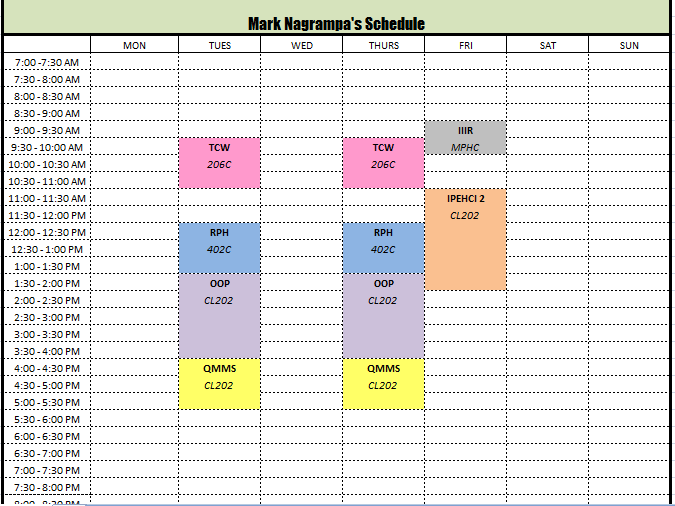 Mark Nagrampa's Schedule
MON TUES WED THURS FRI SAT SUN
7:00 -7:30 AM
7:30 - 8:00 AM
8:00 - 8:30 AM
8:30 - 9:00 AM
9:00 - 9:30 AM IIIR
9:30 - 10:00 AM TCW TCW MPHC
10:00 - 10:30 AM 206C 206C
10:30 - 11:00 AM
11:00 - 11:30 AM IPEHCI 2
11:30 - 12:00 PM CL202
12:00 - 12:30 PM RPH RPH
12:30 - 1:00 PM 402C 402C
1:00 - 1:30 PM
1:30 - 2:00 PM OOP OOP
2:00 - 2:30 PM CL202 CL202
2:30 - 3:00 PM
3:00 - 3:30 PM
3:30 - 4:00 PM
4:00 - 4:30 PM QMMS QMMS
4:30 - 5:00 PM CL202 CL202
5:00 - 5:30 PM
5:30 - 6:00 PM
6:00 - 6:30 PM
6:30 - 7:00 PM
7:00 - 7:30 PM
7:30 - 8:00 PM